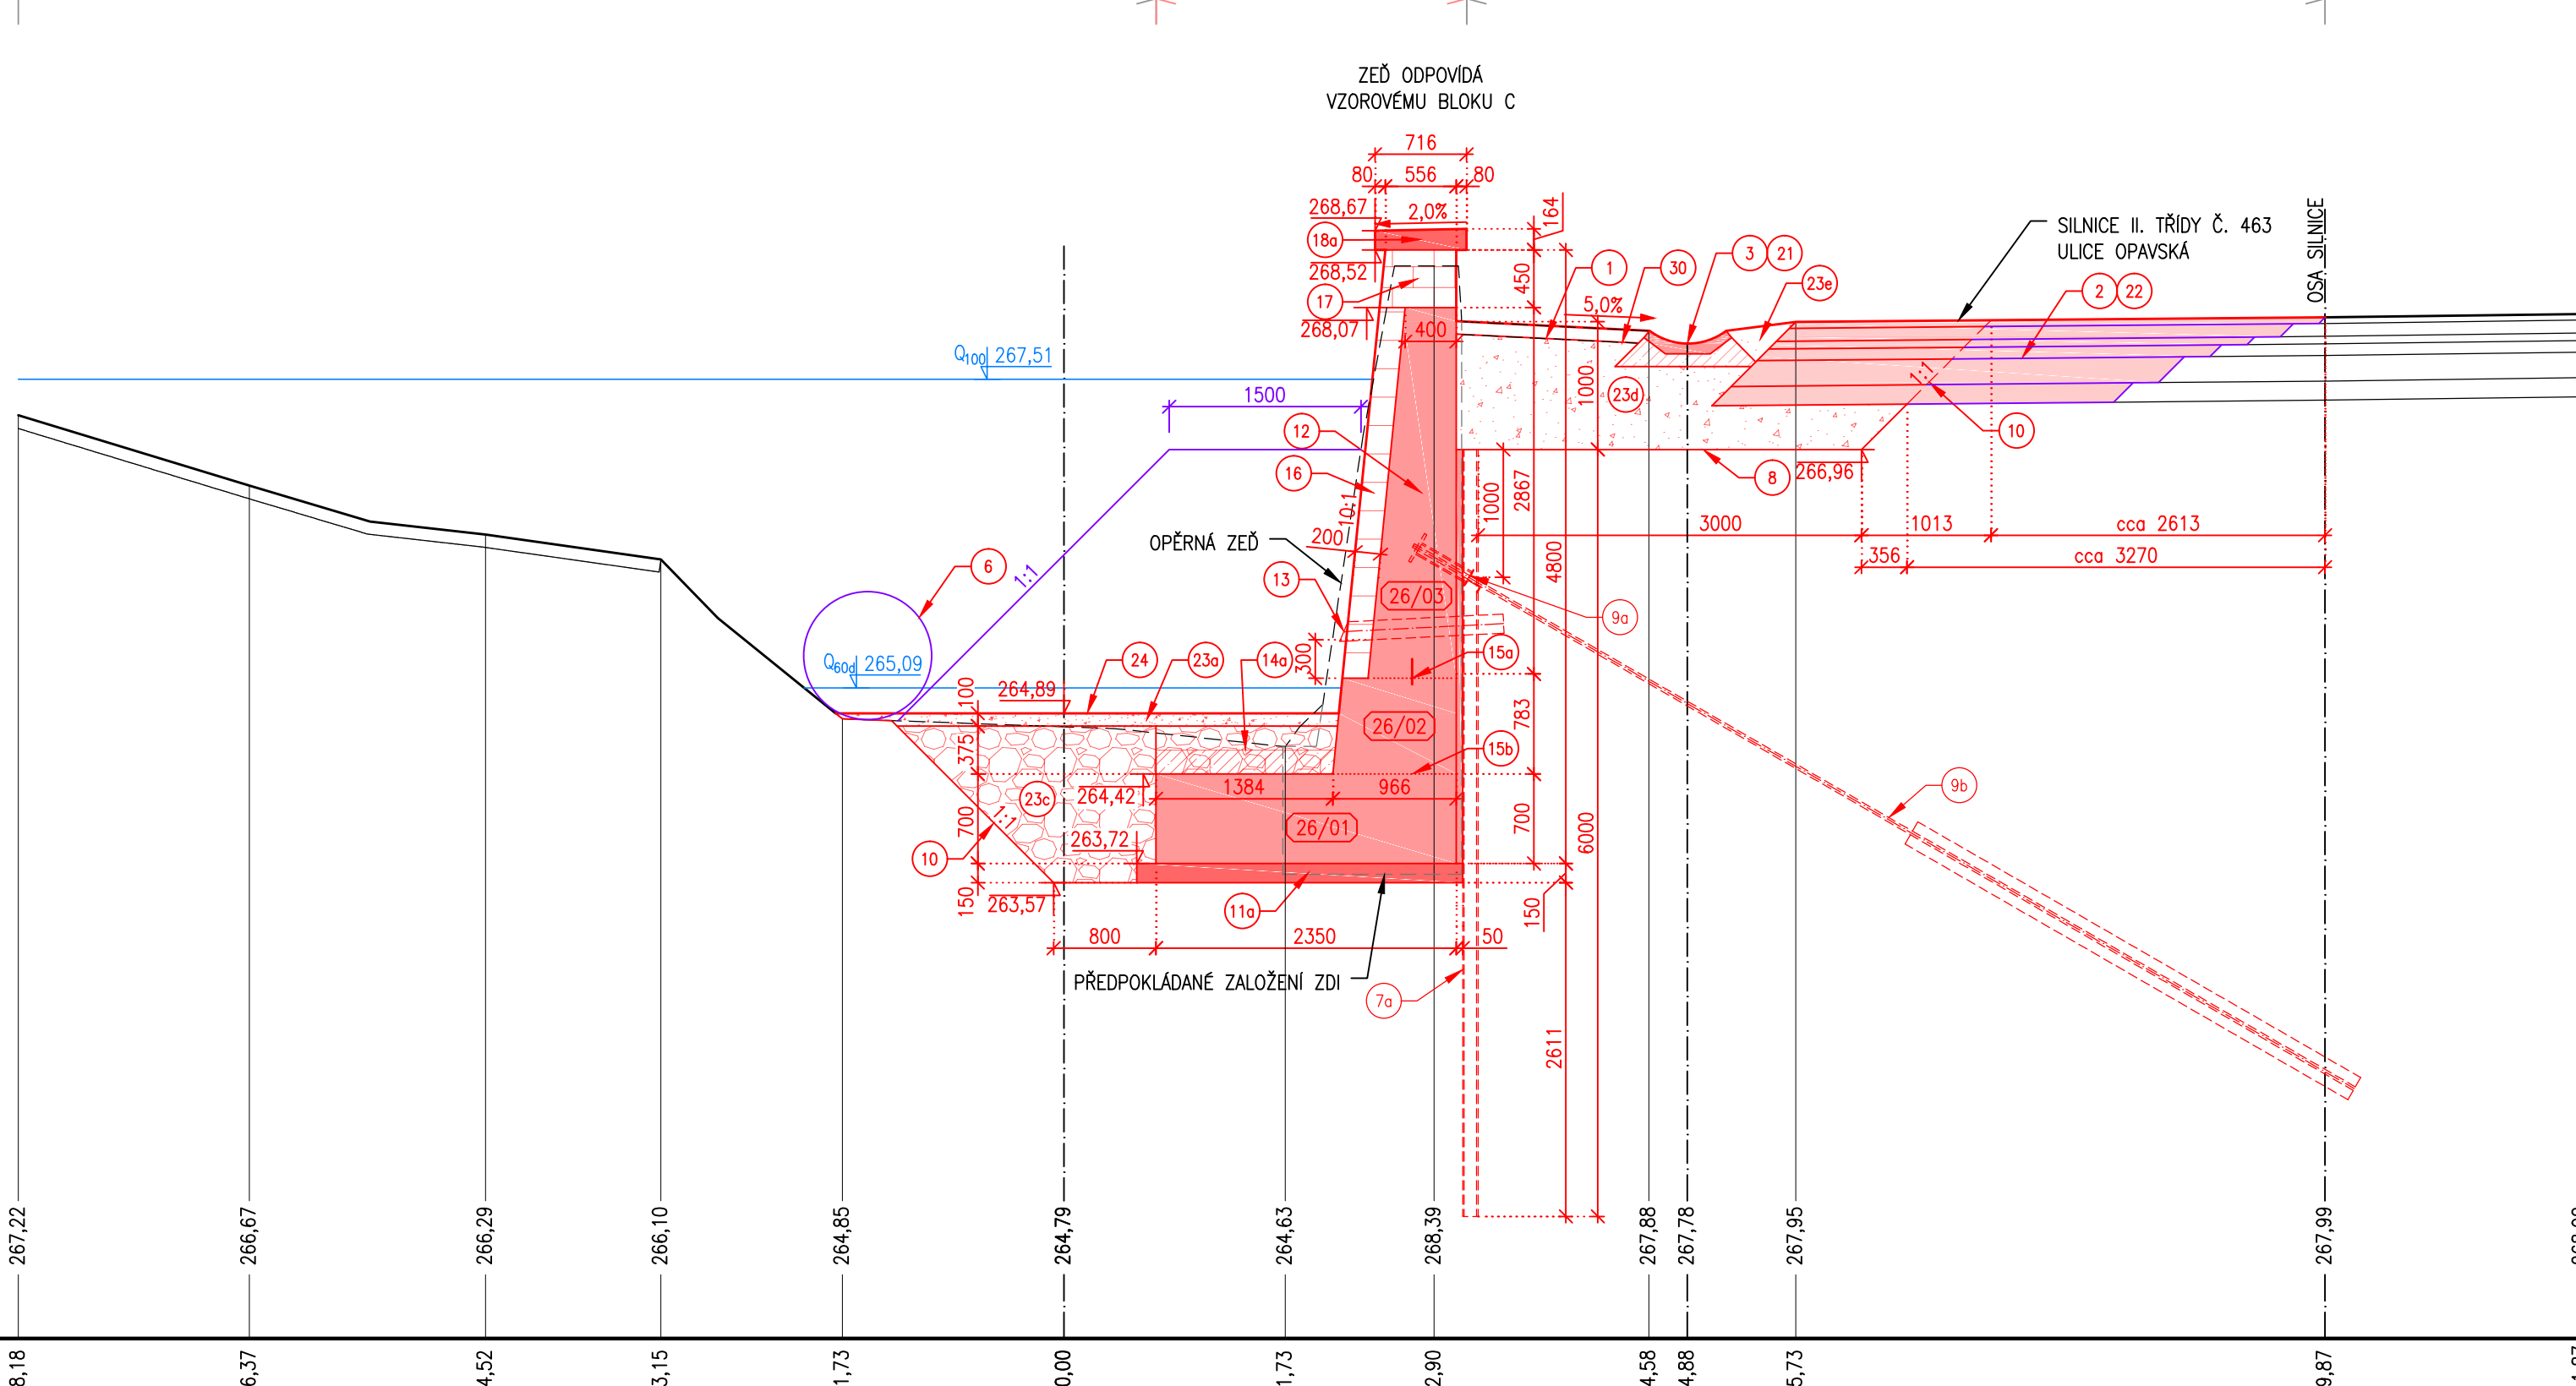 ZEĎ ODPOVÍDÁ
VZOROVÉMU BLOKU C
716
80 556 80
268,67 2,0% 164
18a
268,52
17
268,07 400
450
1 30 3 21 23e
5,0%
SILNICE II. TŘÍDY Č. 463
ULICE OPAVSKÁ
2 22
OSA SILNICE
Q100 267,51
1500
12
16
10:1
1000
23d
1:1
10
8
266,96
1000 2867
3000 1013 cca 2613
356 cca 3270
OPĚRNÁ ZEĎ
200
4800
6
1:1
13
26/03
9a
Q60d 265,09
24 23a 14a 300 15a
100 264,89
26/02 783
375 15b
1384 966
264,42
23c
9b
700 1:1
26/01 700
6000
263,72
10
150 263,57
11a
150
800 2350 50
PŘEDPOKLÁDANÉ ZALOŽENÍ ZDI
7a
2611
267,22 266,67 266,29 266,10 264,85 264,79 264,63 268,39 267,88 267,78 267,95 267,99
8,18 6,37 4,52 3,15 1,73 0,00 1,73 2,90 4,58 4,88 5,73 9,87